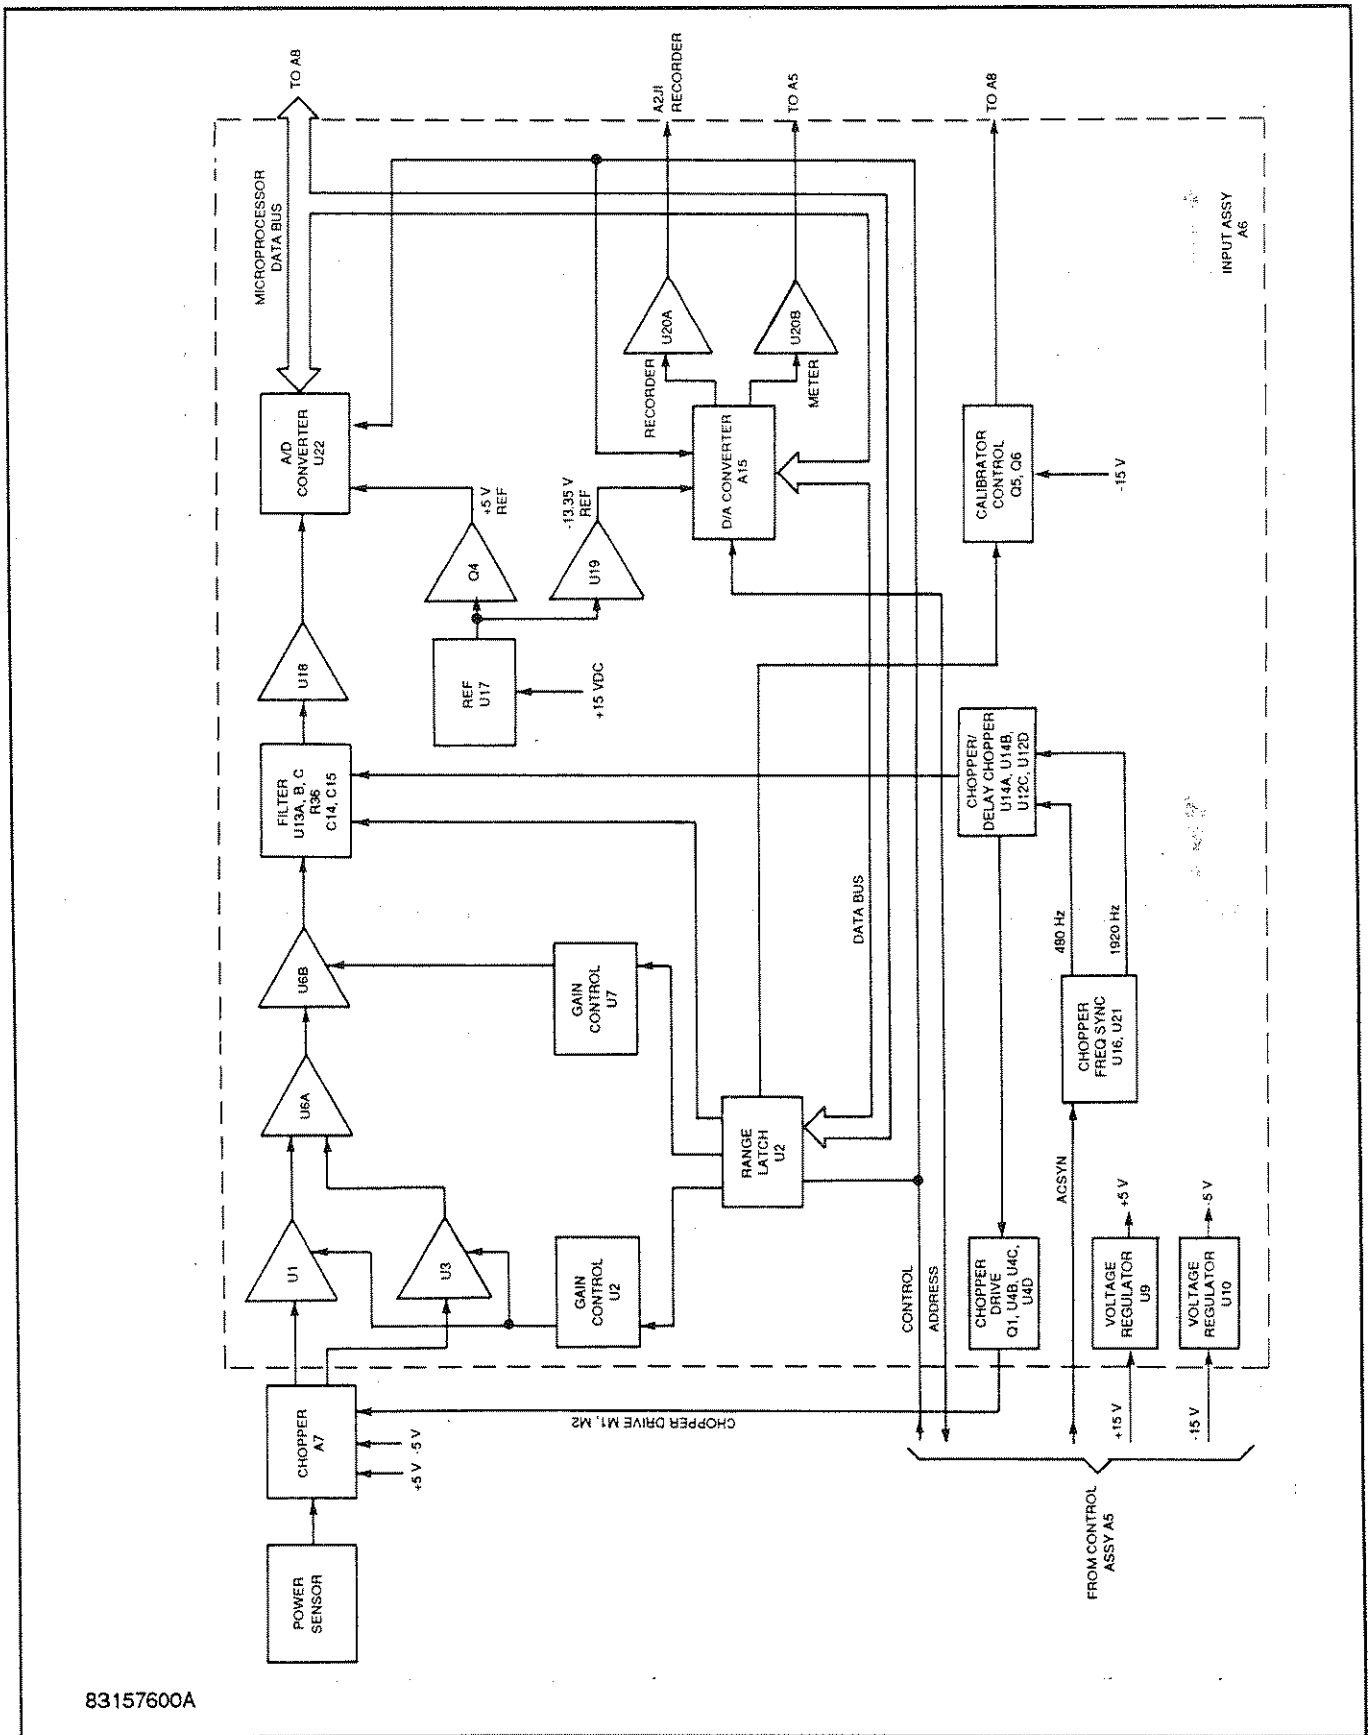 POWER
SENSOR
CHOPPER
A7
+5 V
-5 V
CHOPPER DRIVE M1, M2
U1
U3
GAIN
CONTROL
U2
U6A
U6B
GAIN
CONTROL
U7
FILTER
U13A, B, C
R36
C14, C15
U18
A/D
CONVERTER
U22
MICROPROCESSOR
DATA BUS
TO A8
REF
U17
+15 VDC
Q4
+5 V
REF
U19
-13.35 V
REF
D/A CONVERTER
A15
RECORDER
METER
U20A
U20B
A2J1
RECORDER
TO A5
RANGE
LATCH
U2
DATA BUS
CONTROL
ADDRESS
CHOPPER
DRIVE
Q1, U4B, U4C,
U4D
CHOPPER/
DELAY CHOPPER
U14A, U14B,
U12C, U12D
CALIBRATOR
CONTROL
Q5, Q6
-15 V
TO A8
ACSYN
CHOPPER
FREQ SYNC
U16, U21
480 Hz
1920 Hz
+15 V
VOLTAGE
REGULATOR
U9
+5 V
-15 V
VOLTAGE
REGULATOR
U10
-5 V
FROM CONTROL
ASSY A5
INPUT ASSY
A6
83157600A